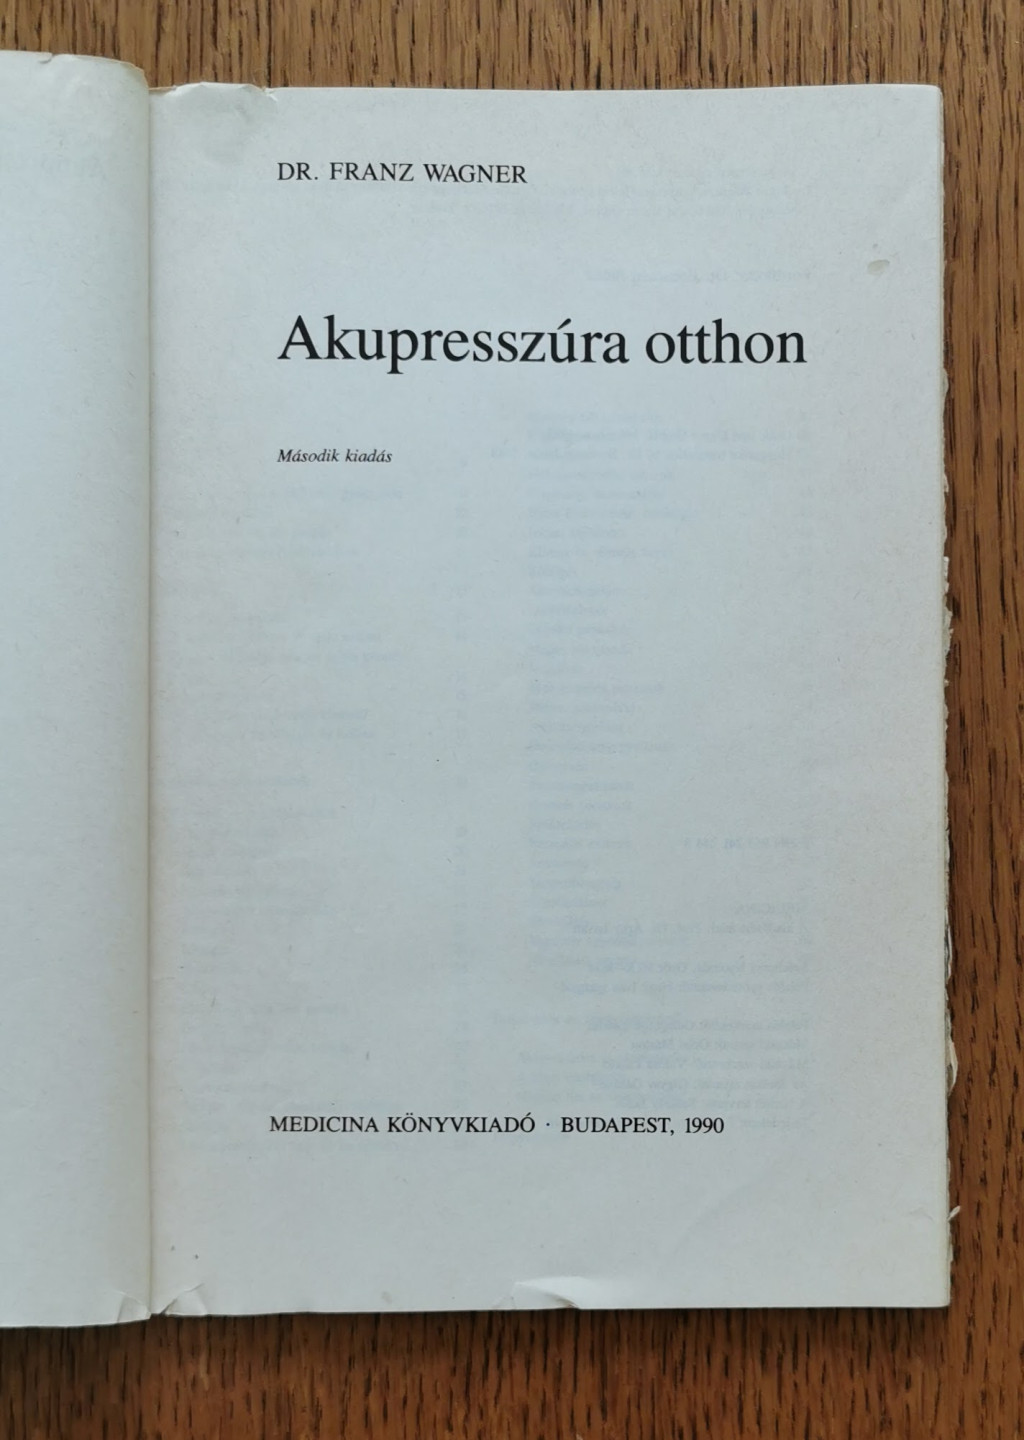 DR. FRANZ WAGNER
Akupresszúra otthon
Második kiadás
MEDICINA KÖNYVKIADÓ · BUDAPEST, 1990